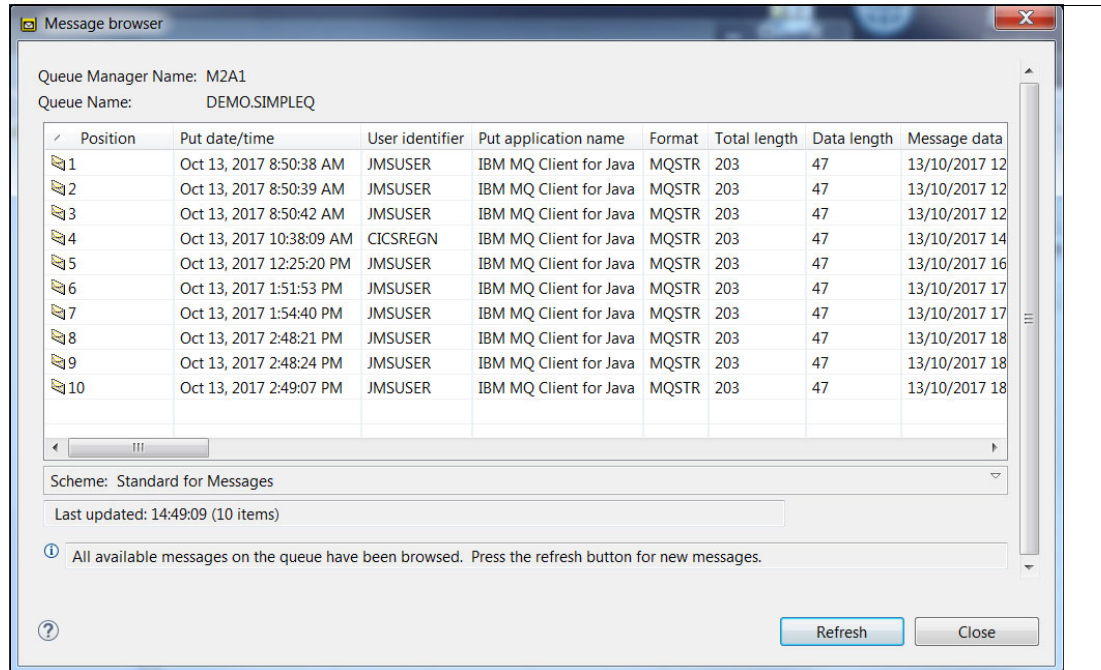 Message browser
Queue Manager Name: M2A1
Queue Name: DEMO.SIMPLEQ
Position Put date/time User identifier Put application name Format Total length Data length Message data
1 Oct 13, 2017 8:50:38 AM JMSUSER IBM MQ Client for Java MQSTR 203 47 13/10/2017 12
2 Oct 13, 2017 8:50:39 AM JMSUSER IBM MQ Client for Java MQSTR 203 47 13/10/2017 12
3 Oct 13, 2017 8:50:42 AM JMSUSER IBM MQ Client for Java MQSTR 203 47 13/10/2017 12
4 Oct 13, 2017 10:38:09 AM CICSREGN IBM MQ Client for Java MQSTR 203 47 13/10/2017 14
5 Oct 13, 2017 12:25:20 PM JMSUSER IBM MQ Client for Java MQSTR 203 47 13/10/2017 16
6 Oct 13, 2017 1:51:53 PM JMSUSER IBM MQ Client for Java MQSTR 203 47 13/10/2017 17
7 Oct 13, 2017 1:54:40 PM JMSUSER IBM MQ Client for Java MQSTR 203 47 13/10/2017 17
8 Oct 13, 2017 2:48:21 PM JMSUSER IBM MQ Client for Java MQSTR 203 47 13/10/2017 18
9 Oct 13, 2017 2:48:24 PM JMSUSER IBM MQ Client for Java MQSTR 203 47 13/10/2017 18
10 Oct 13, 2017 2:49:07 PM JMSUSER IBM MQ Client for Java MQSTR 203 47 13/10/2017 18
Scheme: Standard for Messages
Last updated: 14:49:09 (10 items)
All available messages on the queue have been browsed. Press the refresh button for new messages.
Refresh Close